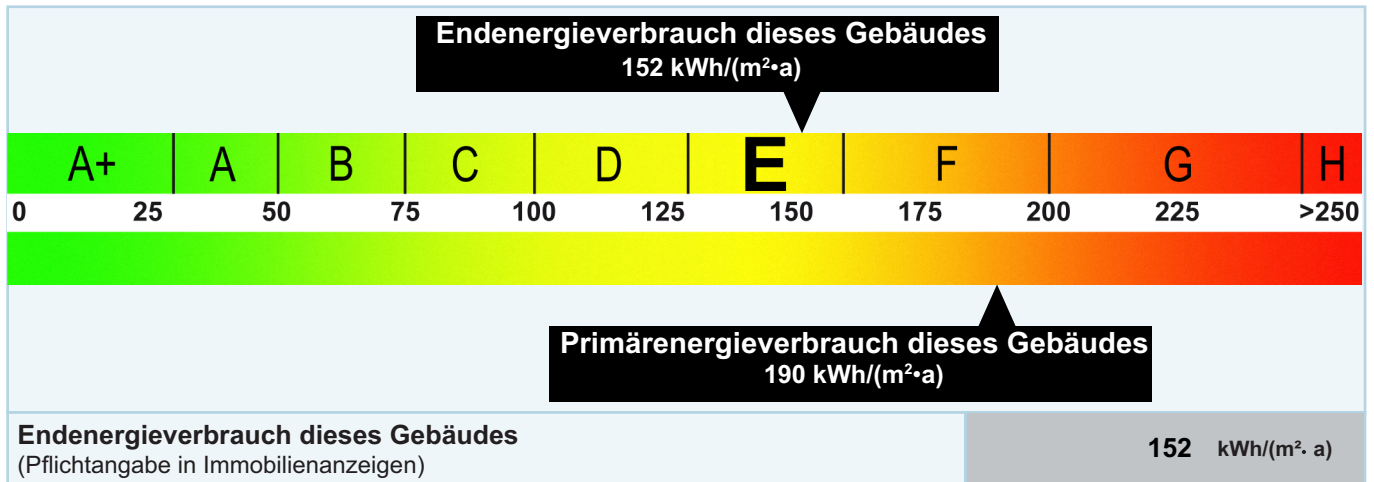 Endenergieverbrauch dieses Gebäudes
152 kWh/(m²•a)
A+ A B C D E F G H
0 25 50 75 100 125 150 175 200 225 >250
Primärenergieverbrauch dieses Gebäudes
190 kWh/(m²•a)
Endenergieverbrauch dieses Gebäudes 152 kWh/(m²· a)
(Pflichtangabe in Immobilienanzeigen)